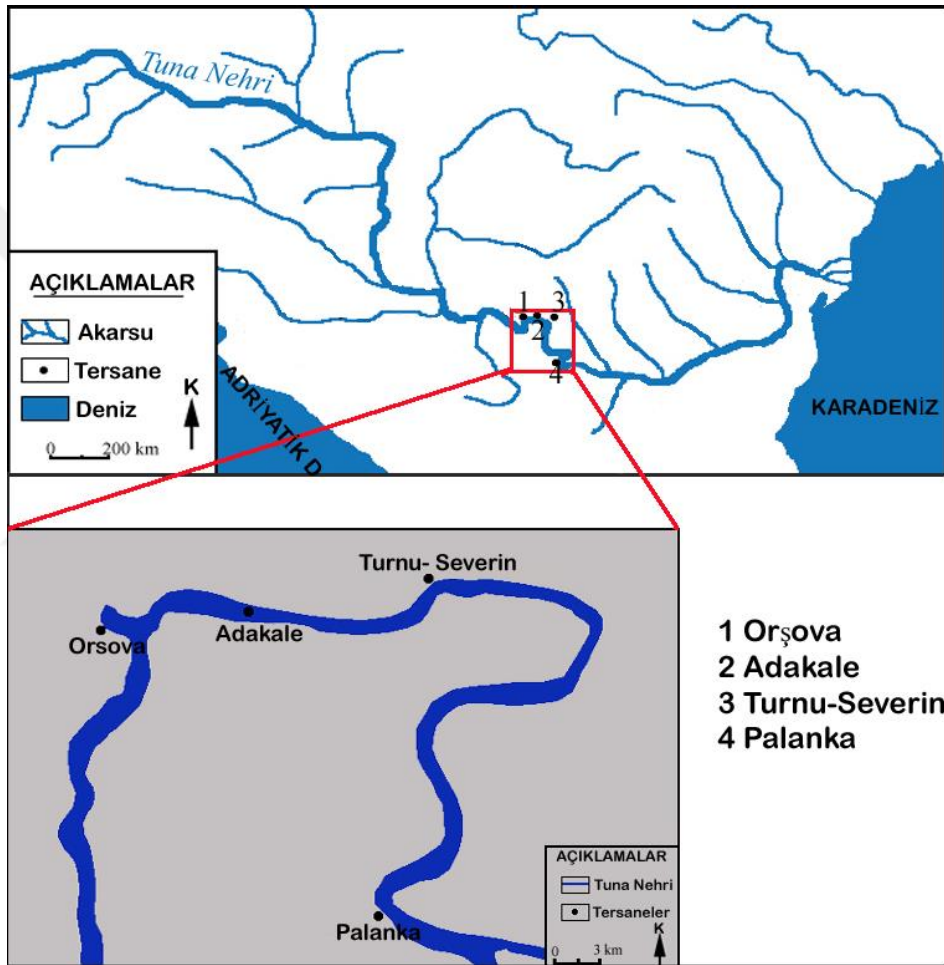 Tuna Nehri
AÇIKLAMALAR
Akarsu
Tersane
Deniz
K
0 200 km
ADRİYATİK D
KARADENİZ
1
2
3
4
Turnu- Severin
Adakale
Orsova
Palanka
AÇIKLAMALAR
Tuna Nehri
Tersaneler
K
0 3 km
1 Orşova
2 Adakale
3 Turnu-Severin
4 Palanka